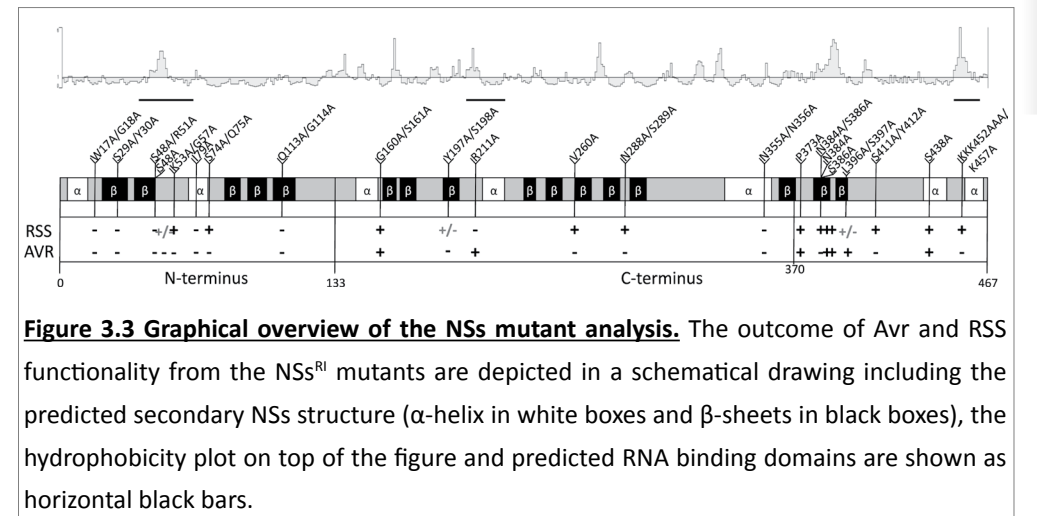 IW17A/G18A
S29A/Y30A
S48A/R51A
S48A
K53A/G57A
I79A
S74A/Q75A
Q113A/G114A
G160A/S161A
Y197A/S198A
R211A
V260A
N288A/S289A
N355A/N356A
P373A
N384A/S386A
N384A
S386A
L396A/S397A
S411A/Y412A
S438A
KKK452AAA/
K457A
α β β α β β β α β β β α β β β β β α β β β α α
RSS - - - +/- + - + - + +/- - + + - + + + + +/- + + +
AVR - - - - - - - - + - + - - - + - + + + - + -
N-terminus C-terminus
0 133 370 467
Figure 3.3 Graphical overview of the NSs mutant analysis. The outcome of Avr and RSS
functionality from the NSsᴿᴵ mutants are depicted in a schematical drawing including the
predicted secondary NSs structure (α-helix in white boxes and β-sheets in black boxes), the
hydrophobicity plot on top of the figure and predicted RNA binding domains are shown as
horizontal black bars.